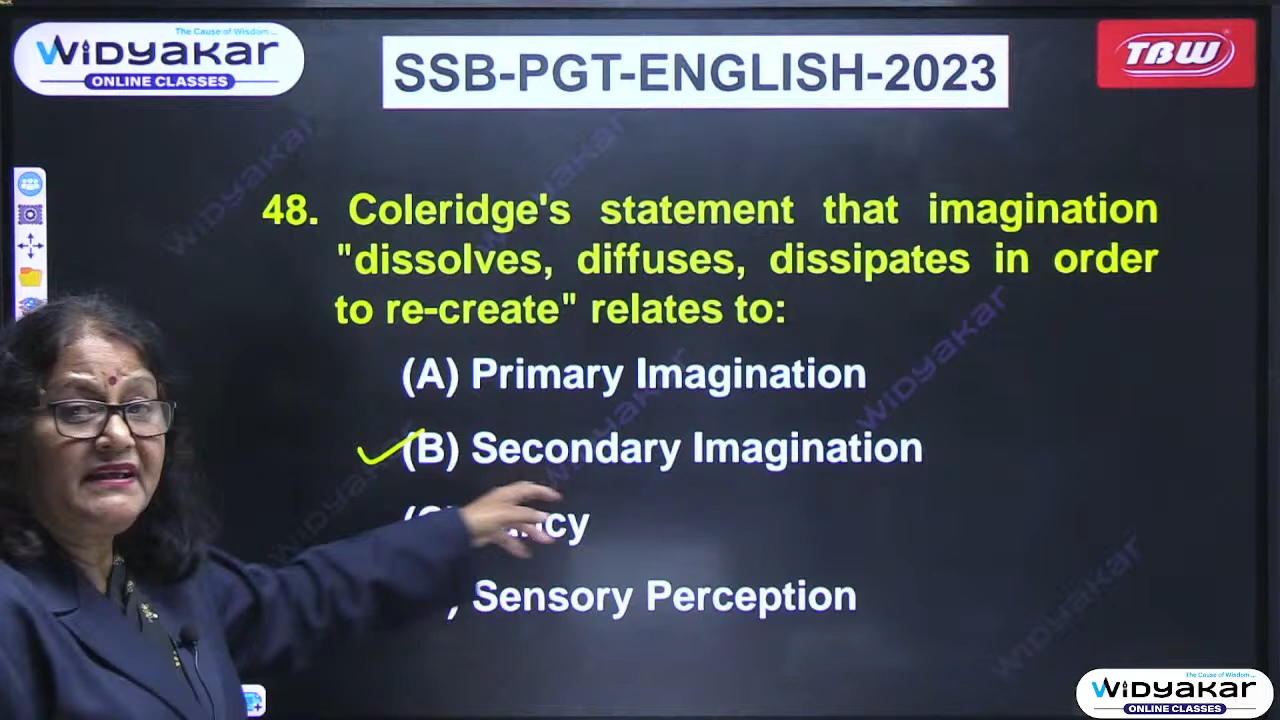 The Cause of Wisdom ...
WiDYAKAR
ONLINE CLASSES
SSB-PGT-ENGLISH-2023
TBW
48. Coleridge's statement that imagination
"dissolves, diffuses, dissipates in order
to re-create" relates to:
(A) Primary Imagination
(B) Secondary Imagination
Sensory Perception
The Cause of Wisdom ...
WiDYAKAR
ONLINE CLASSES